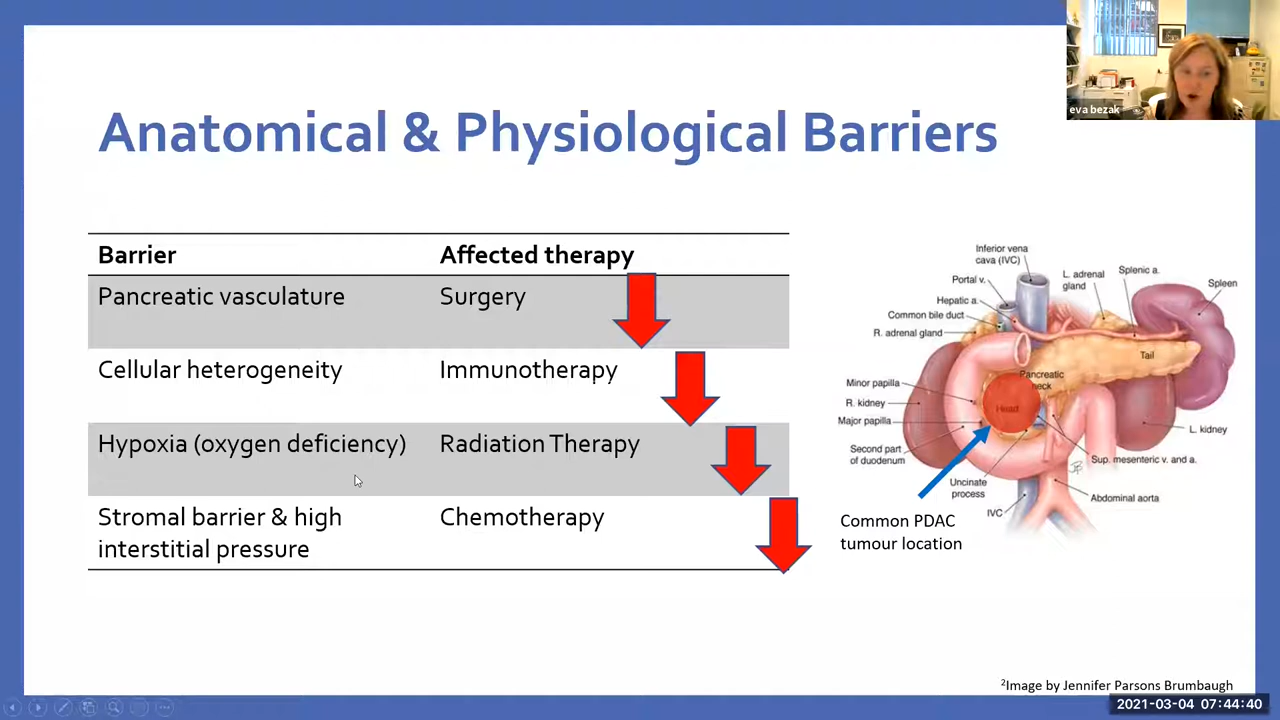 eva bezak
Anatomical & Physiological Barriers
Barrier
Affected therapy
Pancreatic vasculature
Surgery
Cellular heterogeneity
Immunotherapy
Hypoxia (oxygen deficiency)
Radiation Therapy
Stromal barrier & high
interstitial pressure
Chemotherapy
Inferior vena
cava (IVC)
Portal v.
L. adrenal
gland
Splenic a.
Spleen
Hepatic a.
Common bile duct
R. adrenal gland
Tail
Pancreatic
neck
Minor papilla
R. kidney
Head
Major papilla
L. kidney
Second part
of duodenum
Sup. mesenteric v. and a.
Uncinate
process
Abdominal aorta
IVC
Common PDAC
tumour location
2Image by Jennifer Parsons Brumbaugh
2021-03-04 07:44:40